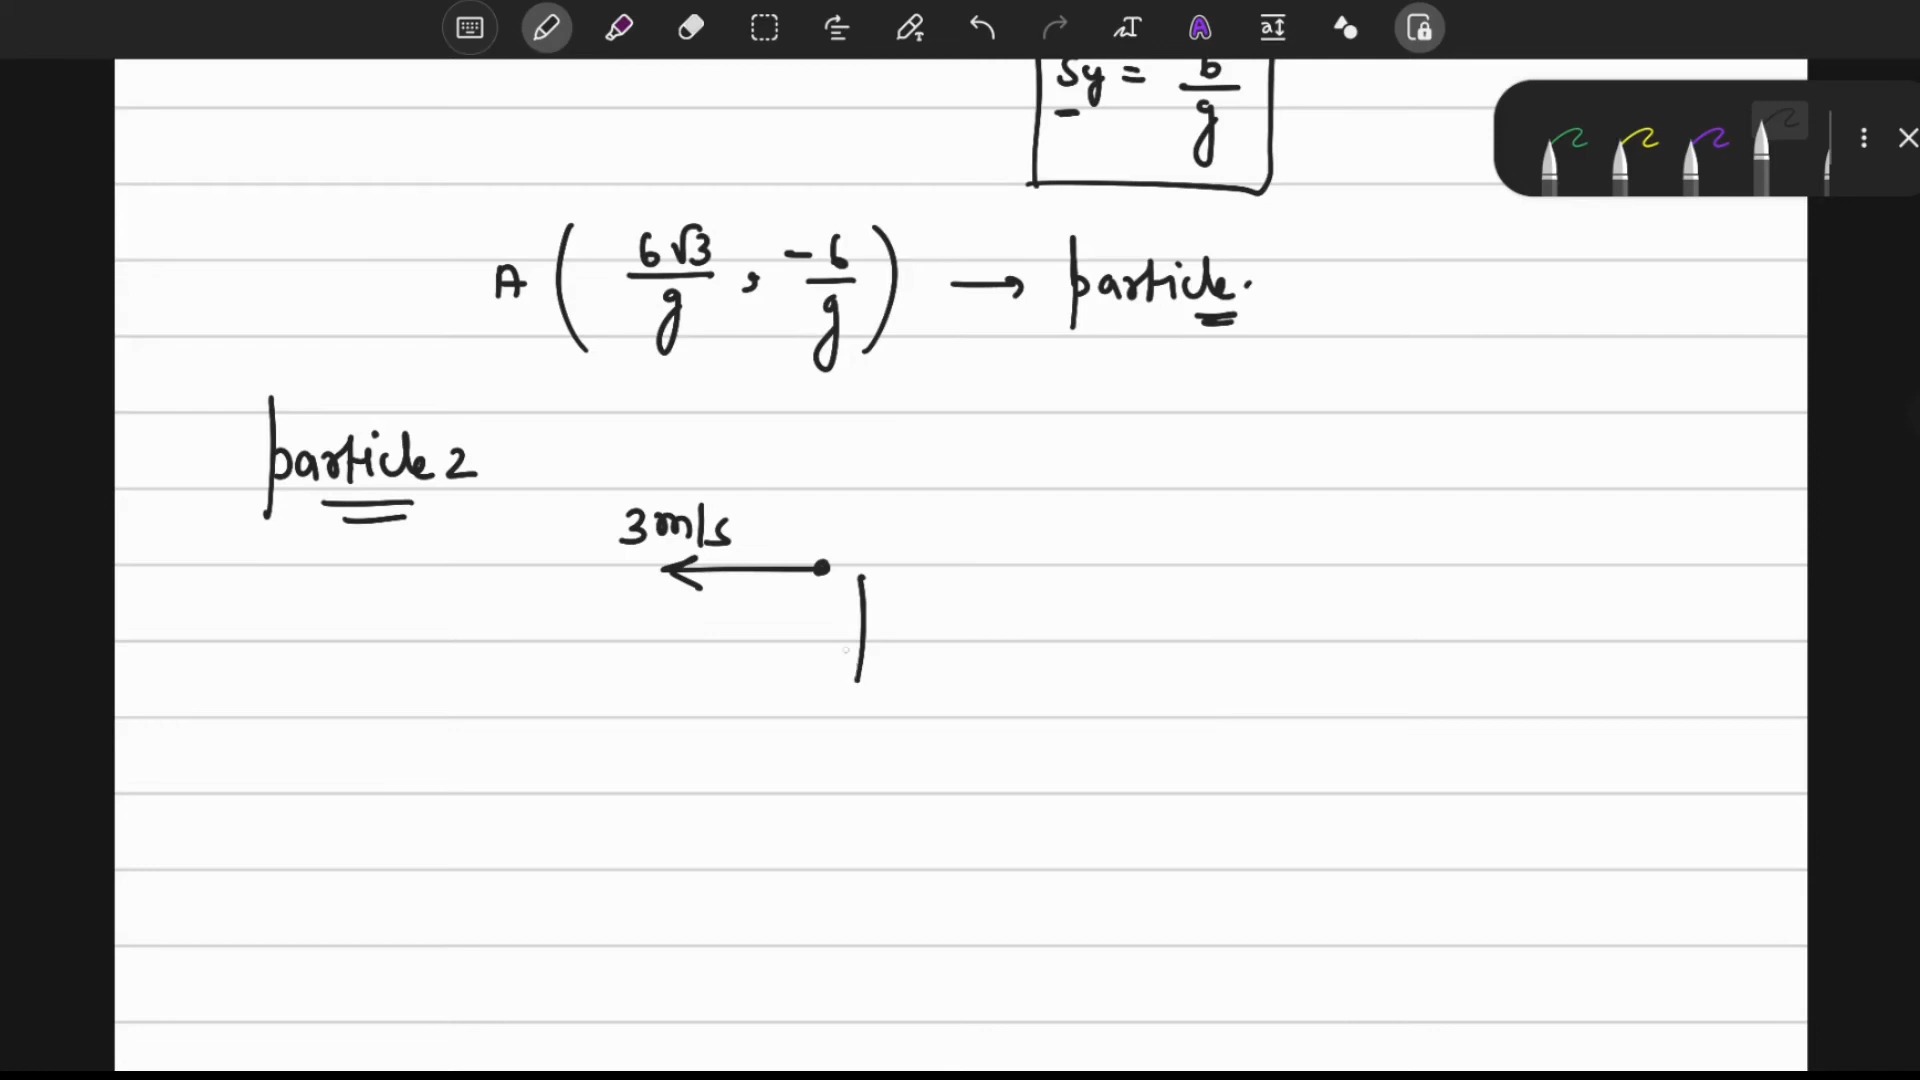 Sy = 6/g
A ( 6√3/g , -6/g ) → particle.
particle 2
3m/s